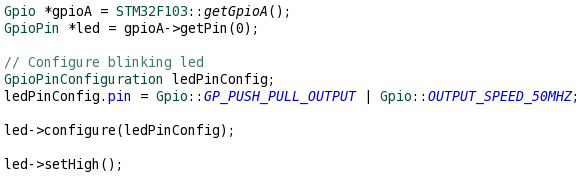 Gpio *gpioA = STM32F103::getGpioA();
GpioPin *led = gpioA->getPin(0);
// Configure blinking led
GpioPinConfiguration ledPinConfig;
ledPinConfig.pin = Gpio::GP_PUSH_PULL_OUTPUT | Gpio::OUTPUT_SPEED_50MHZ;
led->configure(ledPinConfig);
led->setHigh();